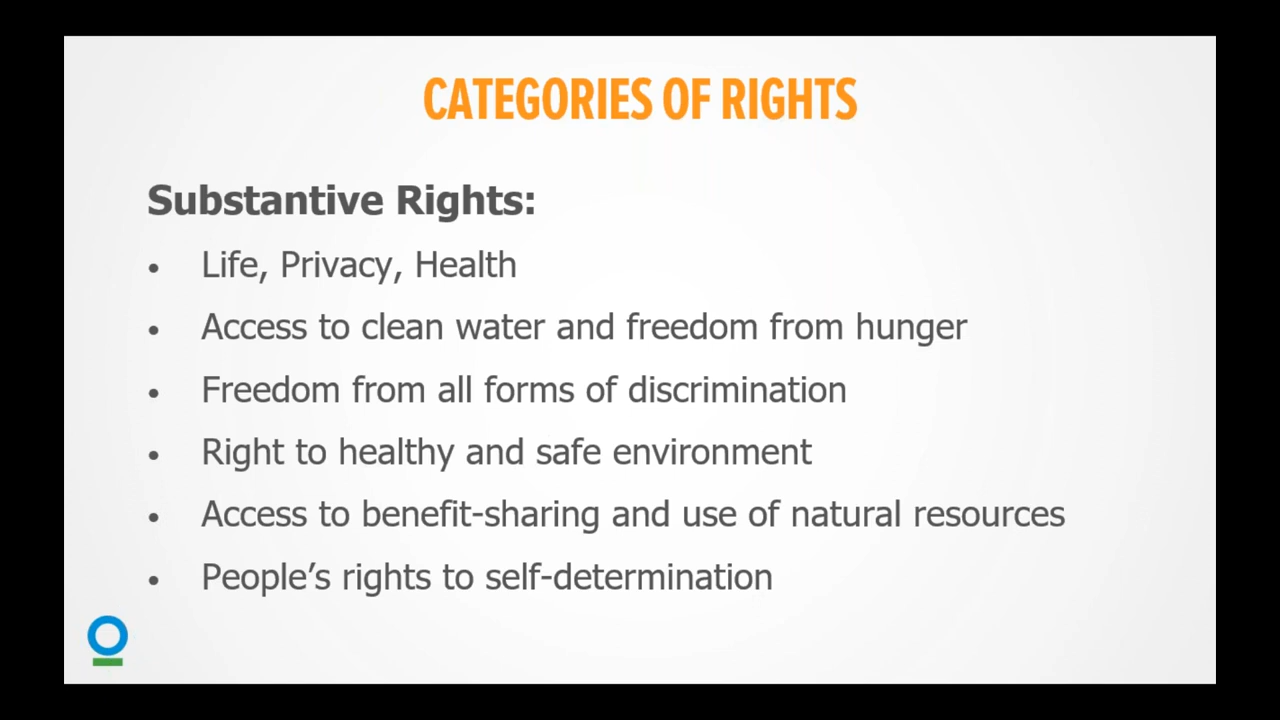 CATEGORIES OF RIGHTS
Substantive Rights:
• Life, Privacy, Health
• Access to clean water and freedom from hunger
• Freedom from all forms of discrimination
• Right to healthy and safe environment
• Access to benefit-sharing and use of natural resources
• People’s rights to self-determination